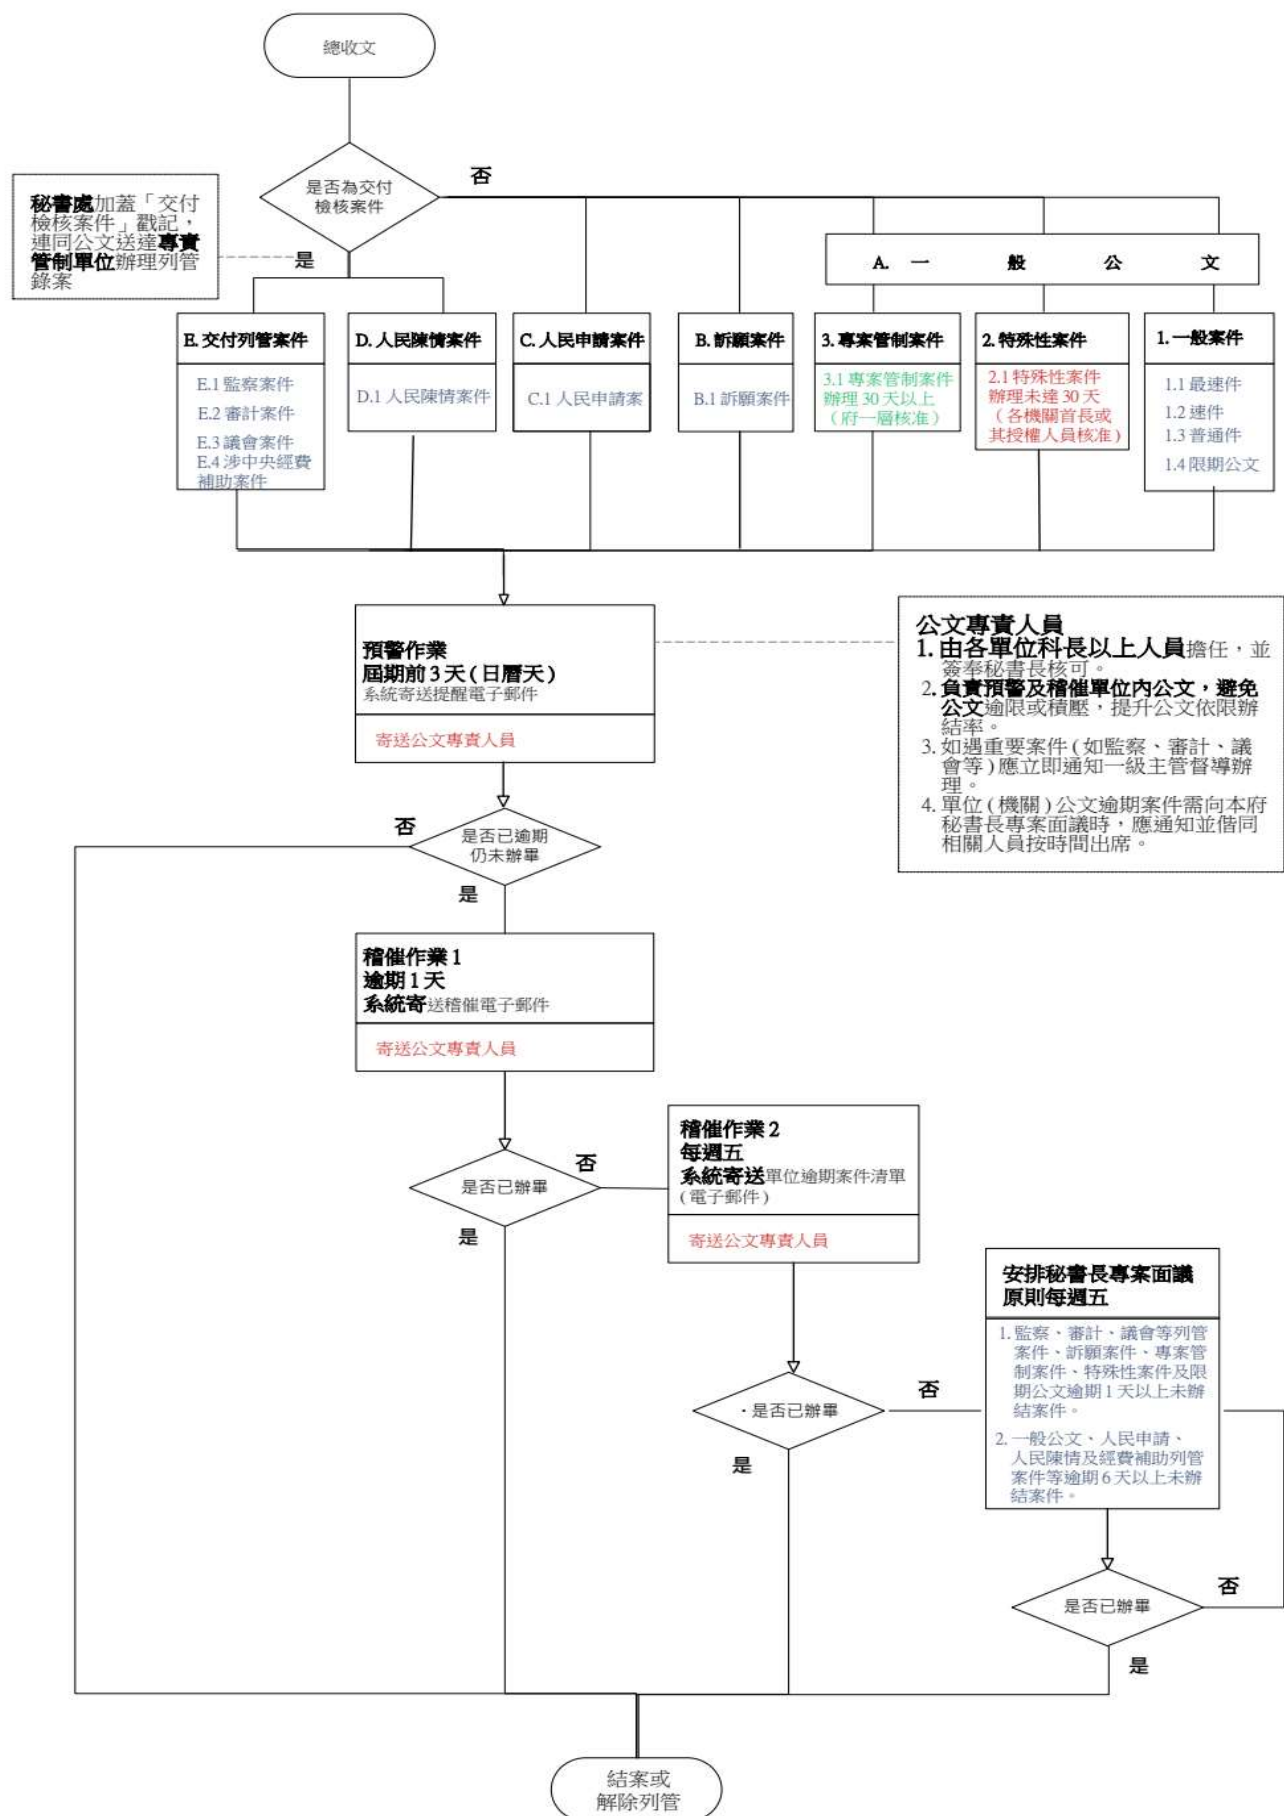 總收文
是否為交付
檢核案件
否
是
秘書處加蓋「交付
檢核案件」戳記，
連同公文送達專責
管制單位辦理列管
錄案
A. 一般公文
E. 交付列管案件
E.1 監察案件
E.2 審計案件
E.3 議會案件
E.4 涉中央經費
補助案件
D. 人民陳情案件
D.1 人民陳情案件
C. 人民申請案件
C.1 人民申請案
B. 訴願案件
B.1 訴願案件
3. 專案管制案件
3.1 專案管制案件
辦理 30 天以上
（府一層核准）
2. 特殊性案件
2.1 特殊性案件
辦理未達 30 天
（各機關首長或
其授權人員核准）
1. 一般案件
1.1 最速件
1.2 速件
1.3 普通件
1.4 限期公文
預警作業
屆期前 3 天 ( 日曆天 )
系統寄送提醒電子郵件
寄送公文專責人員
公文專責人員
1. 由各單位科長以上人員擔任，並
簽奉秘書長核可。
2. 負責預警及稽催單位內公文，避免
公文逾限或積壓，提升公文依限辦
結率。
3. 如遇重要案件 ( 如監察、審計、議
會等 ) 應立即通知一級主管督導辦
理。
4. 單位 ( 機關 ) 公文逾期案件需向本府
秘書長專案面議時，應通知並偕同
相關人員按時間出席。
否
是否已逾期
仍未辦畢
是
稽催作業 1
逾期 1 天
系統寄送稽催電子郵件
寄送公文專責人員
是否已辦畢
否
是
稽催作業 2
每週五
系統寄送單位逾期案件清單
( 電子郵件 )
寄送公文專責人員
・是否已辦畢
否
是
安排秘書長專案面議
原則每週五
1. 監察、審計、議會等列管
案件、訴願案件、專案管
制案件、特殊性案件及限
期公文逾期 1 天以上未辦
結案件。
2. 一般公文、人民申請、
人民陳情及經費補助列管
案件等逾期 6 天以上未辦
結案件。
是否已辦畢
否
是
結案或
解除列管